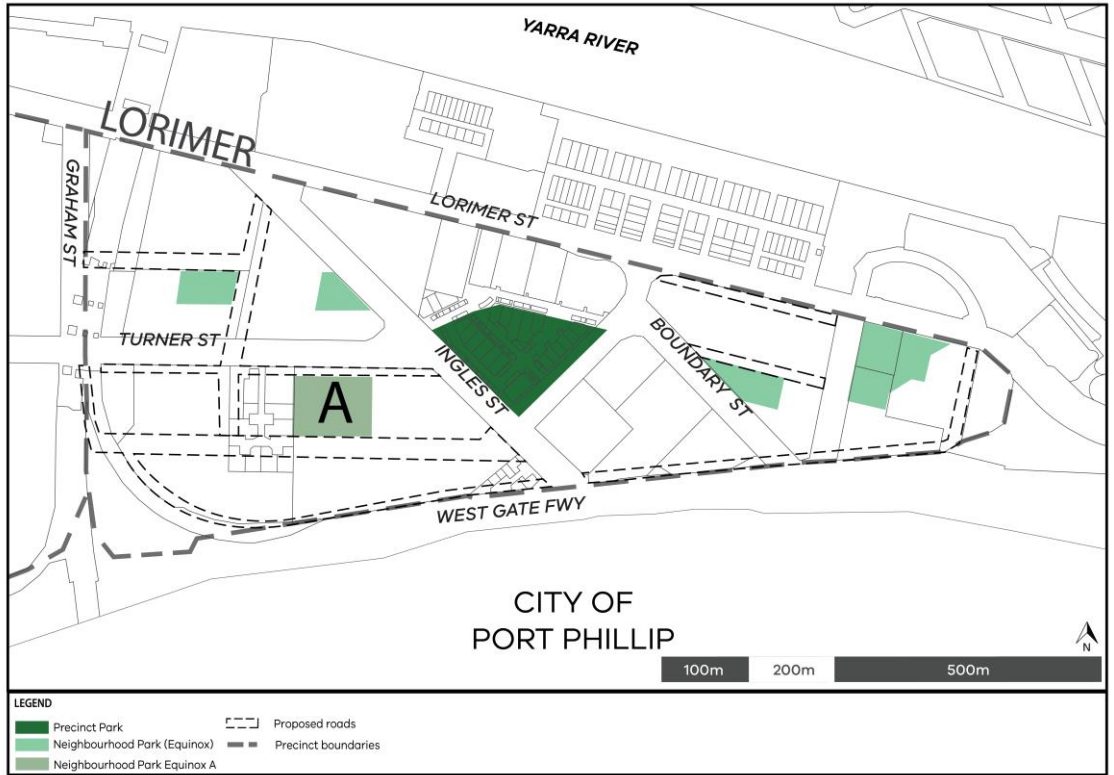 YARRA RIVER
LORIMER
GRAHAM ST
LORIMER ST
TURNER ST
INGLES ST
BOUNDARY ST
A
WEST GATE FWY
CITY OF
PORT PHILLIP
N
100m 200m 500m
LEGEND
Precinct Park
Neighbourhood Park (Equinox)
Neighbourhood Park Equinox A
Proposed roads
Precinct boundaries